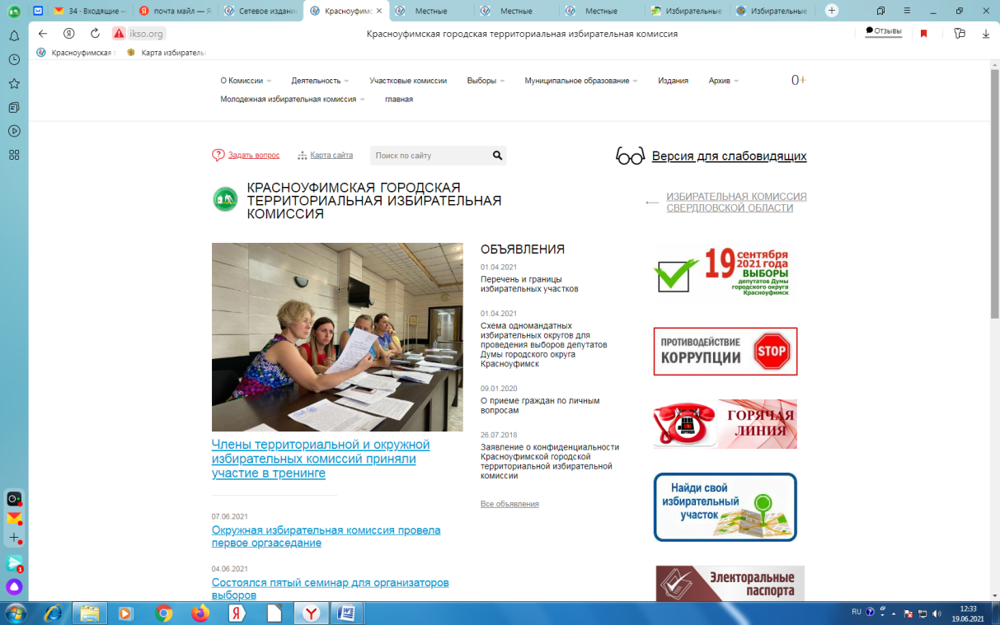 34 · Входящие —
почта майл — Я
Сетевое издани
Красноуфимс
Местные
Местные
Местные
Избирательные
Избирательные
ikso.org
Красноуфимская городская территориальная избирательная комиссия
Отзывы
Красноуфимская г
Карта избиратель
О Комиссии
Деятельность
Участковые комиссии
Выборы
Муниципальное образование
Издания
Архив
0+
Молодежная избирательная комиссия
главная
Задать вопрос
Карта сайта
Поиск по сайту
Версия для слабовидящих
КРАСНОУФИМСКАЯ ГОРОДСКАЯ
ТЕРРИТОРИАЛЬНАЯ ИЗБИРАТЕЛЬНАЯ
КОМИССИЯ
ИЗБИРАТЕЛЬНАЯ КОМИССИЯ
СВЕРДЛОВСКОЙ ОБЛАСТИ
Члены территориальной и окружной
избирательных комиссий приняли
участие в тренинге
07.06.2021
Окружная избирательная комиссия провела
первое оргзаседание
04.06.2021
Состоялся пятый семинар для организаторов
выборов
ОБЪЯВЛЕНИЯ
01.04.2021
Перечень и границы
избирательных участков
01.04.2021
Схема одномандатных
избирательных округов для
проведения выборов депутатов
Думы городского округа
Красноуфимск
09.01.2020
О приеме граждан по личным
вопросам
26.07.2018
Заявление о конфиденциальности
Красноуфимской городской
территориальной избирательной
комиссии
Все объявления
19 сентября
2021 года
ВЫБОРЫ
депутатов Думы
городского округа
Красноуфимск
ПРОТИВОДЕЙСТВИЕ
КОРРУПЦИИ
STOP
ГОРЯЧАЯ
ЛИНИЯ
Найди свой
избирательный
участок
Электоральные
паспорта
1
RU
12:33
19.06.2021